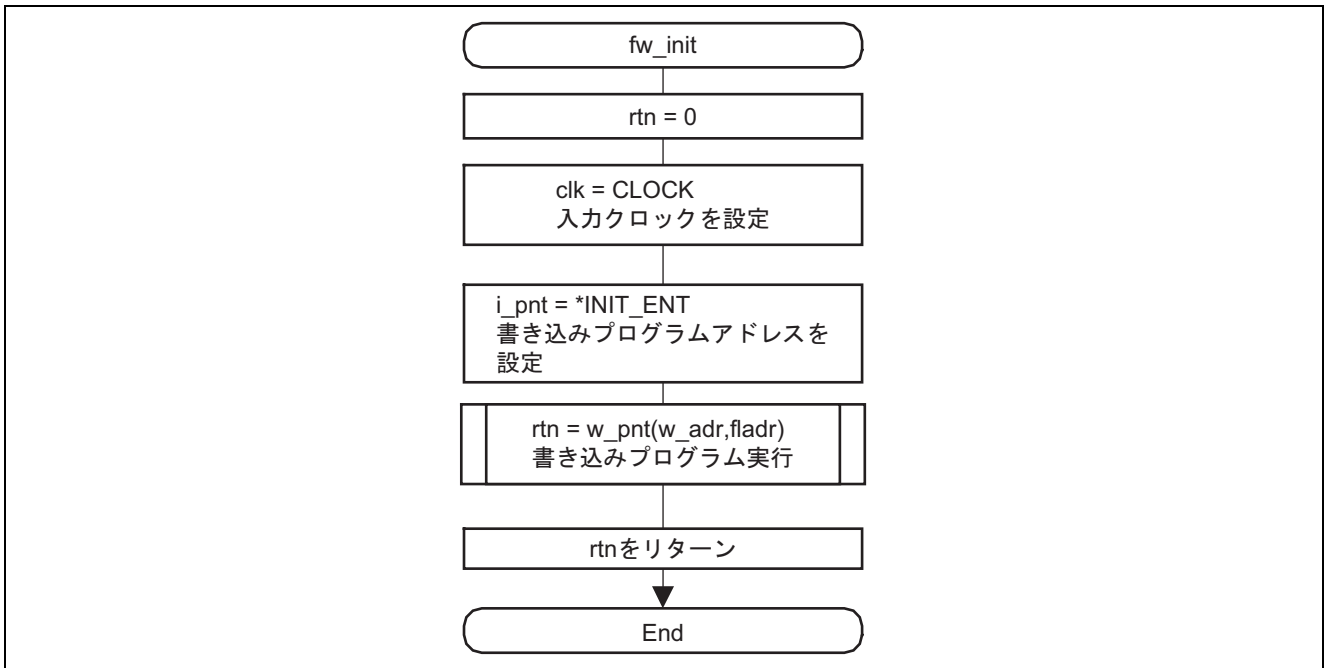 fw_init
rtn = 0
clk = CLOCK
入力クロックを設定
i_pnt = *INIT_ENT
書き込みプログラムアドレスを
設定
rtn = w_pnt(w_adr,fladr)
書き込みプログラム実行
rtnをリターン
End